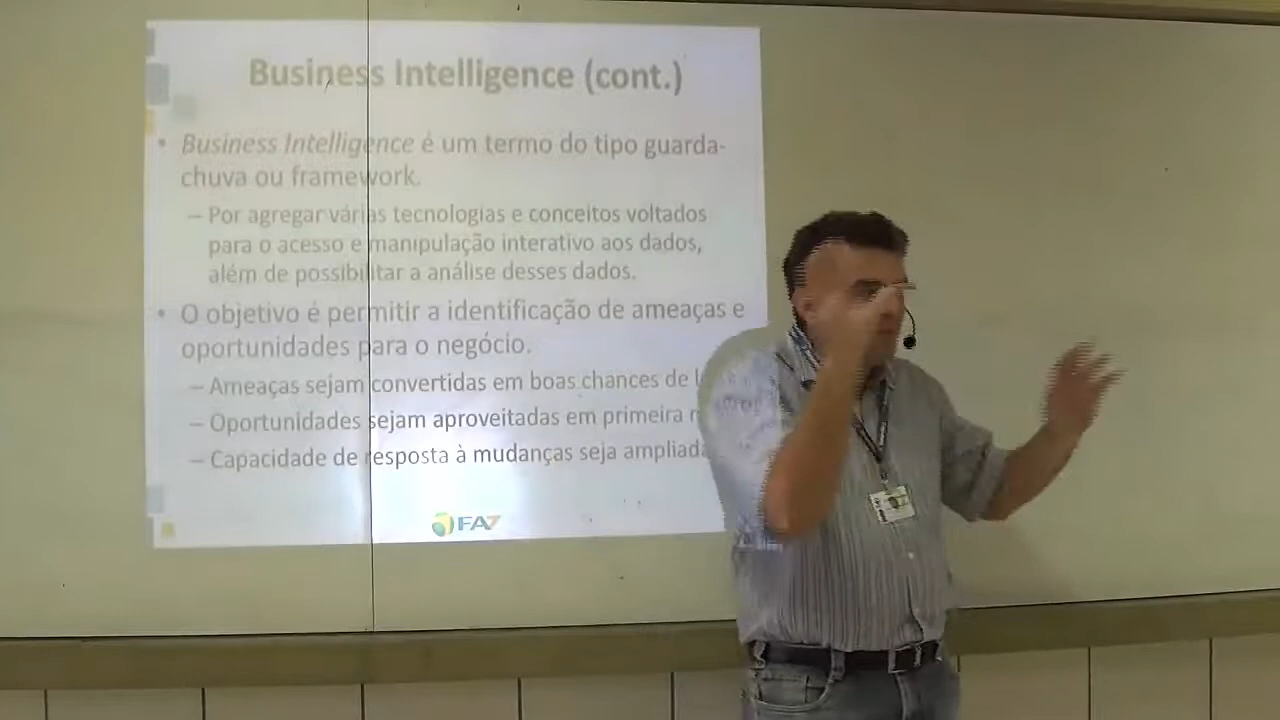 Business Intelligence (cont.)
• Business Intelligence é um termo do tipo guarda-
chuva ou framework.
– Por agregar várias tecnologias e conceitos voltados
para o acesso e manipulação interativo aos dados,
além de possibilitar a análise desses dados.
• O objetivo é permitir a identificação de ameaças e
oportunidades para o negócio.
– Ameaças sejam convertidas em boas chances de
– Oportunidades sejam aproveitadas em primeira
– Capacidade de resposta à mudanças seja
FA7